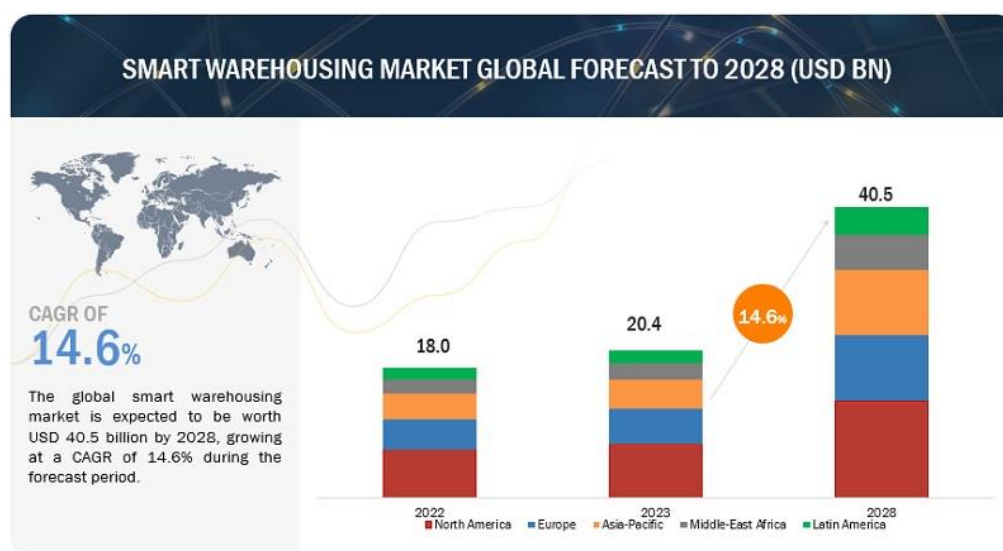 SMART WAREHOUSING MARKET GLOBAL FORECAST TO 2028 (USD BN)
CAGR OF
14.6%
The global smart warehousing
market is expected to be worth
USD 40.5 billion by 2028, growing
at a CAGR of 14.6% during the
forecast period.
18.0
20.4
40.5
14.6%
2022
2023
2028
North America
Europe
Asia-Pacific
Middle-East Africa
Latin America